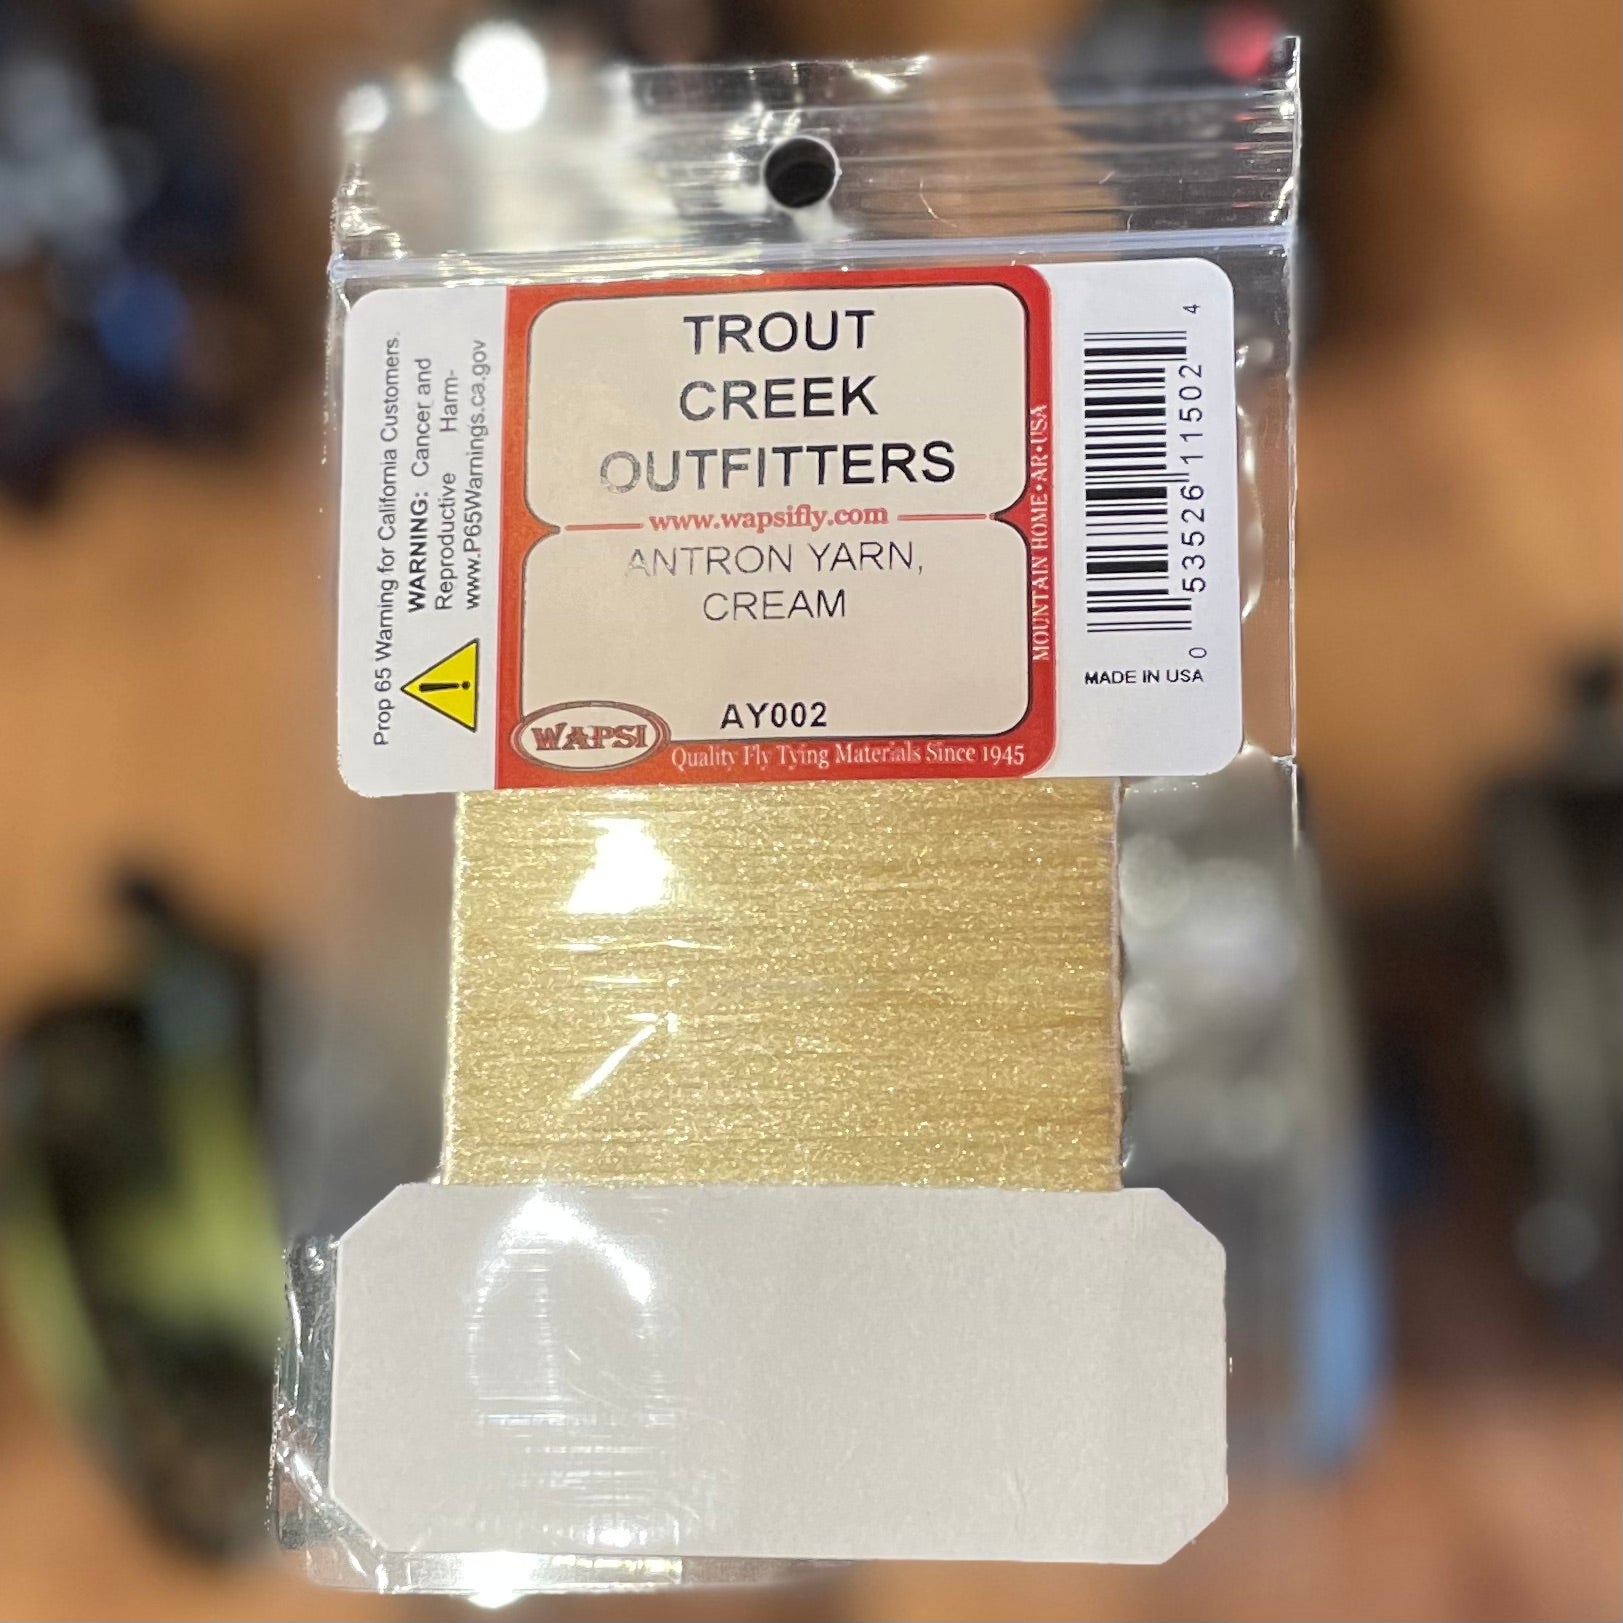 Prop 65 Warning for California Customers.
WARNING: Cancer and
Reproductive Harm-
www.P65Warnings.ca.gov
!
TROUT
CREEK
OUTFITTERS
www.wapsifly.com
ANTRON YARN,
CREAM
AY002
WAPSI
Quality Fly Tying Materials Since 1945
MOUNTAIN HOME • AR • USA
0 53526 11502 4
MADE IN USA